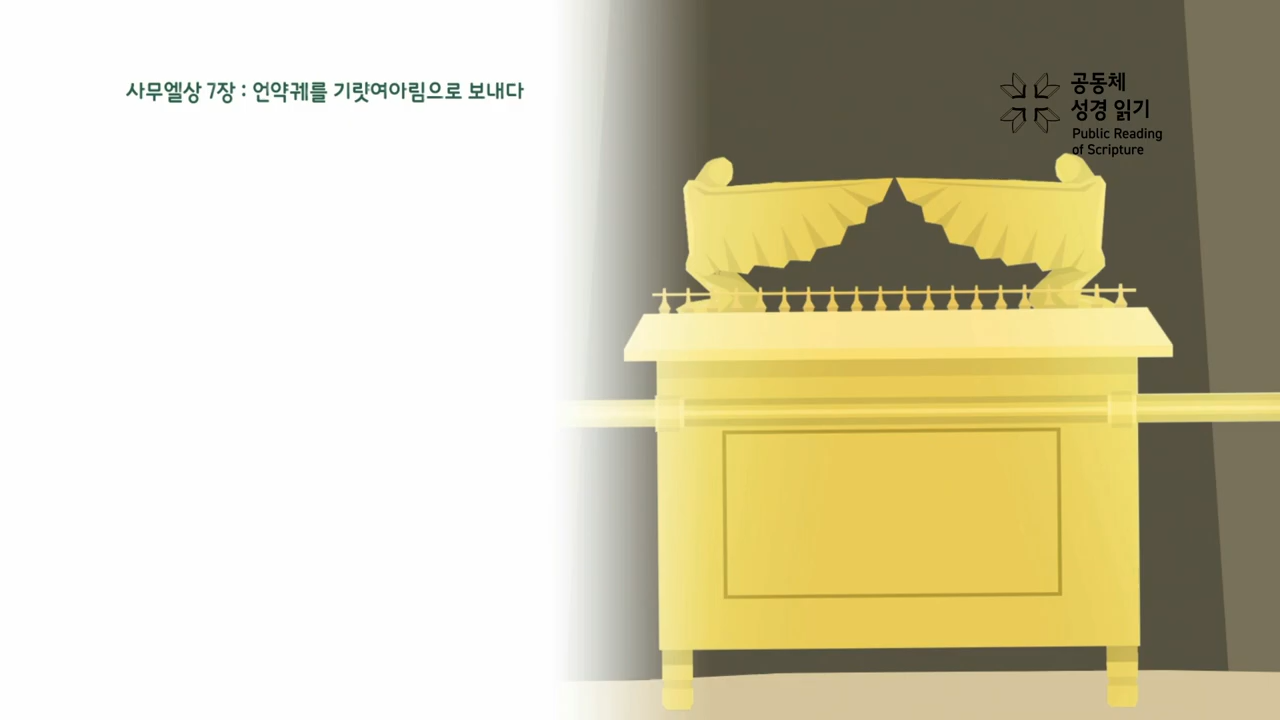 사무엘상 7장 : 언약궤를 기럇여아림으로 보내다
공동체
성경 읽기
Public Reading
of Scripture